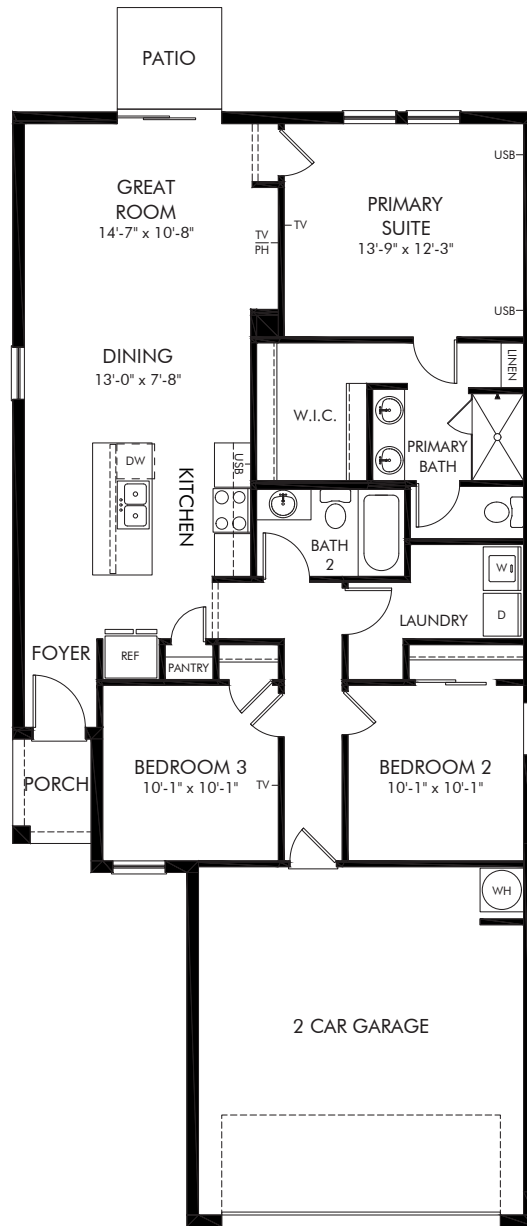 PATIO
GREAT
ROOM
14'-7" x 10'-8"
TV
PH
TV
USB
PRIMARY
SUITE
13'-9" x 12'-3"
USB
DINING
13'-0" x 7'-8"
LINEN
W.I.C.
PRIMARY
BATH
DW
USB
KITCHEN
BATH
2
W
D
LAUNDRY
FOYER
REF
PANTRY
PORCH
BEDROOM 3
10'-1" x 10'-1"
TV
BEDROOM 2
10'-1" x 10'-1"
WH
2 CAR GARAGE